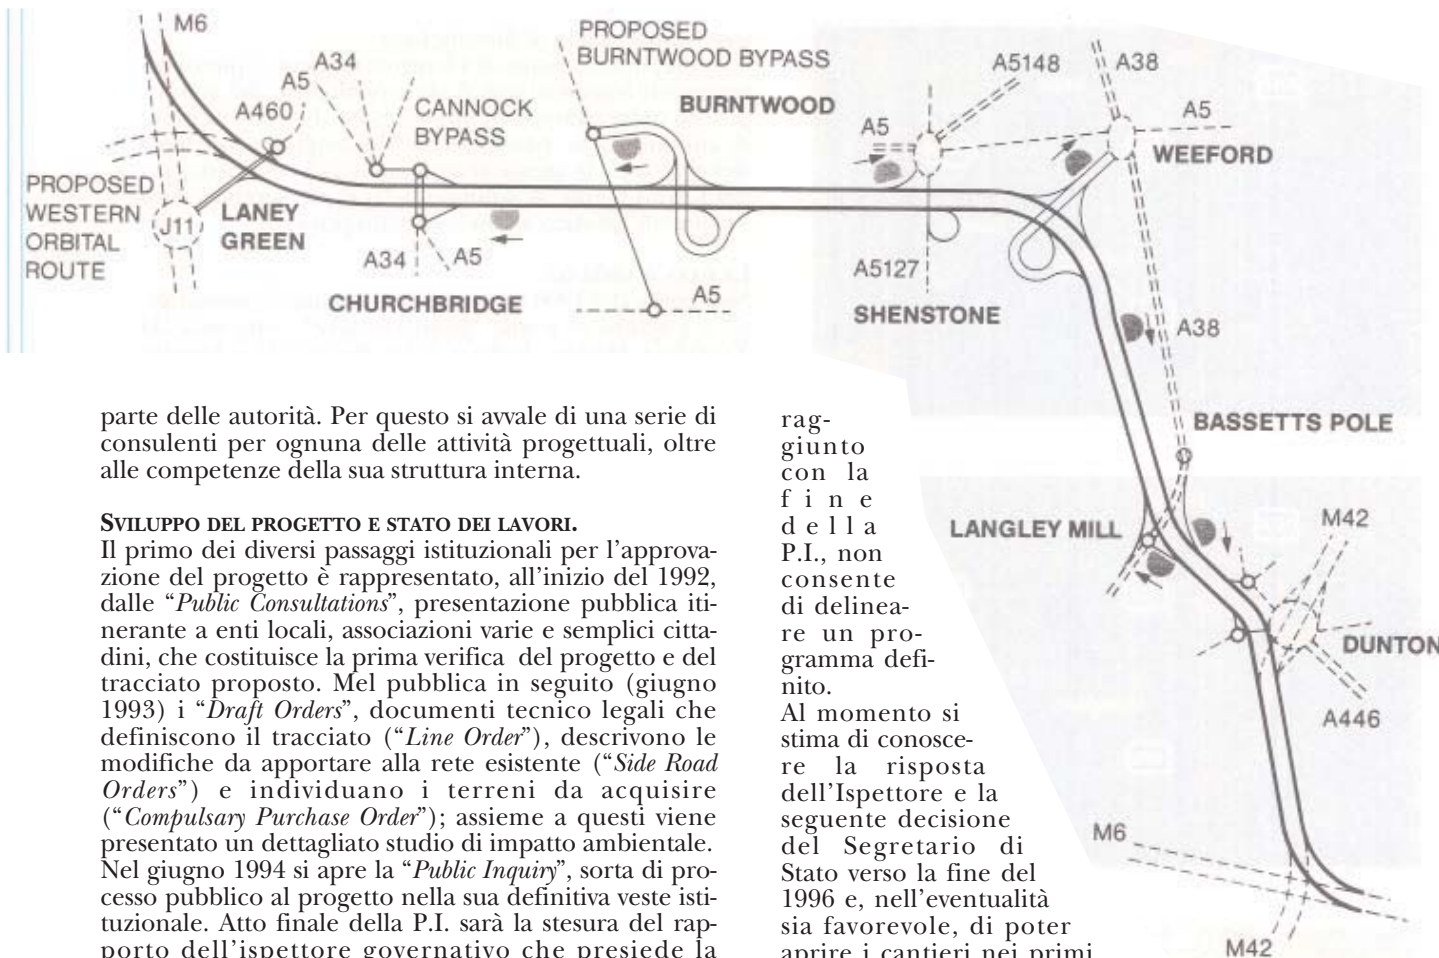 M6
A5
A34
A460
CANNOCK
BYPASS
PROPOSED
BURNTWOOD BYPASS
BURNTWOOD
A5148
A38
A5
A5
WEEFORD
PROPOSED
WESTERN
ORBITAL
ROUTE
J11
LANEY
GREEN
A34
A5
CHURCHBRIDGE
A5
A5127
SHENSTONE
A38
BASSETTS POLE
LANGLEY MILL
M42
DUNTON
A446
M6
M42
parte delle autorità. Per questo si avvale di una serie di
consulenti per ognuna delle attività progettuali, oltre
alle competenze della sua struttura interna.
SVILUPPO DEL PROGETTO E STATO DEI LAVORI.
Il primo dei diversi passaggi istituzionali per l'approva-
zione del progetto è rappresentato, all'inizio del 1992,
dalle “Public Consultations”, presentazione pubblica iti-
nerante a enti locali, associazioni varie e semplici citta-
dini, che costituisce la prima verifica del progetto e del
tracciato proposto. Mel pubblica in seguito (giugno
1993) i “Draft Orders”, documenti tecnico legali che
definiscono il tracciato (“Line Order”), descrivono le
modifiche da apportare alla rete esistente (“Side Road
Orders”) e individuano i terreni da acquisire
(“Compulsary Purchase Order”); assieme a questi viene
presentato un dettagliato studio di impatto ambientale.
Nel giugno 1994 si apre la “Public Inquiry”, sorta di pro-
cesso pubblico al progetto nella sua definitiva veste isti-
tuzionale. Atto finale della P.I. sarà la stesura del rap-
porto dell'ispettore governativo che presiede la
rag-
giunto
con la
fine
della
P.I., non
consente
di delinea-
re un pro-
gramma defi-
nito.
Al momento si
stima di conosce-
re la risposta
dell'Ispettore e la
seguente decisione
del Segretario di
Stato verso la fine del
1996 e, nell'eventualità
sia favorevole, di poter
aprire i cantieri nei primi